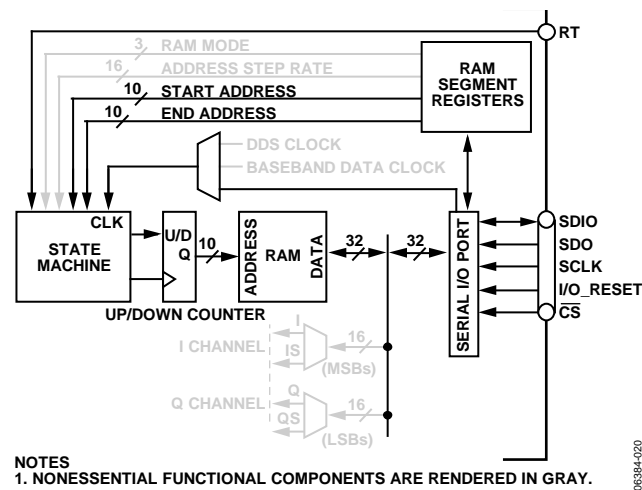 RT
3 RAM MODE
16 ADDRESS STEP RATE
10 START ADDRESS
10 END ADDRESS
RAM
SEGMENT
REGISTERS
DDS CLOCK
BASEBAND DATA CLOCK
CLK
STATE
MACHINE
U/D
Q
10
ADDRESS
RAM
DATA
32
32
SERIAL I/O PORT
SDIO
SDO
SCLK
I/O_RESET
CS
UP/DOWN COUNTER
I CHANNEL
I
IS
16
(MSBs)
Q CHANNEL
Q
QS
16
(LSBs)
NOTES
1. NONESSENTIAL FUNCTIONAL COMPONENTS ARE RENDERED IN GRAY.
06384-020